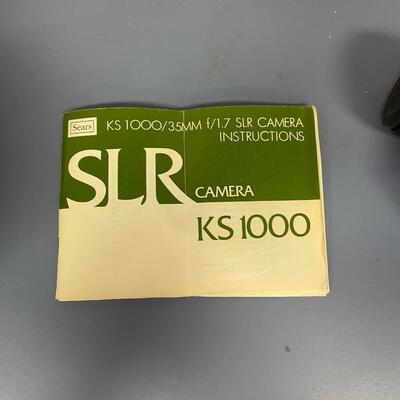 Sears
KS 1000/35MM f/1.7 SLR CAMERA
INSTRUCTIONS
SLR CAMERA
KS 1000